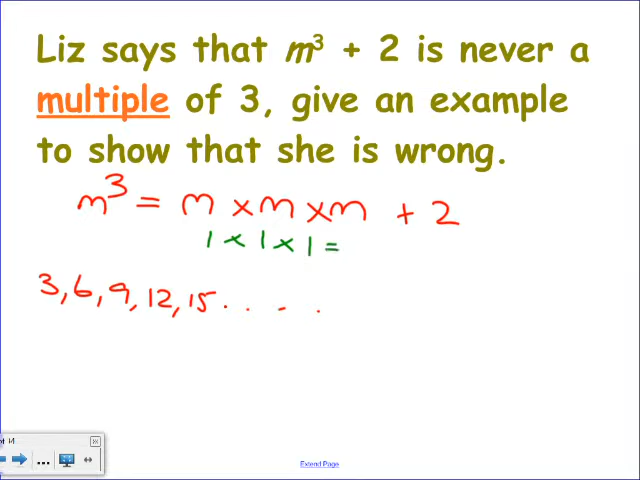 Liz says that m³ + 2 is never a
multiple of 3, give an example
to show that she is wrong.
m³ = m × m × m + 2
1 × 1 × 1 =
3, 6, 9, 12, 15 . . . .
...
Extend Page